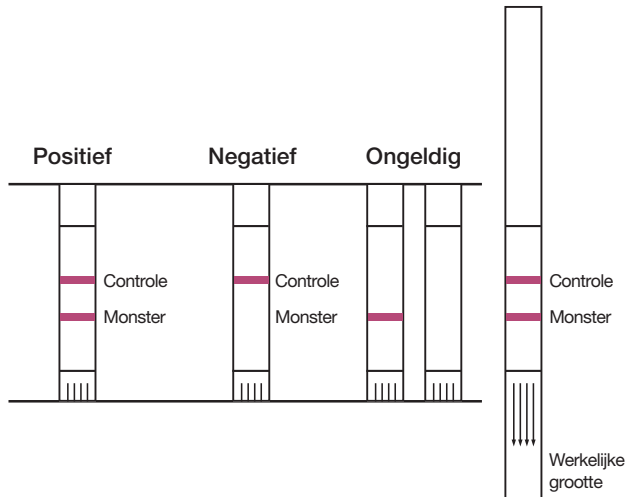 Positief
Negatief
Ongeldig
Controle
Controle
Controle
Monster
Monster
Monster
Werkelijke
grootte